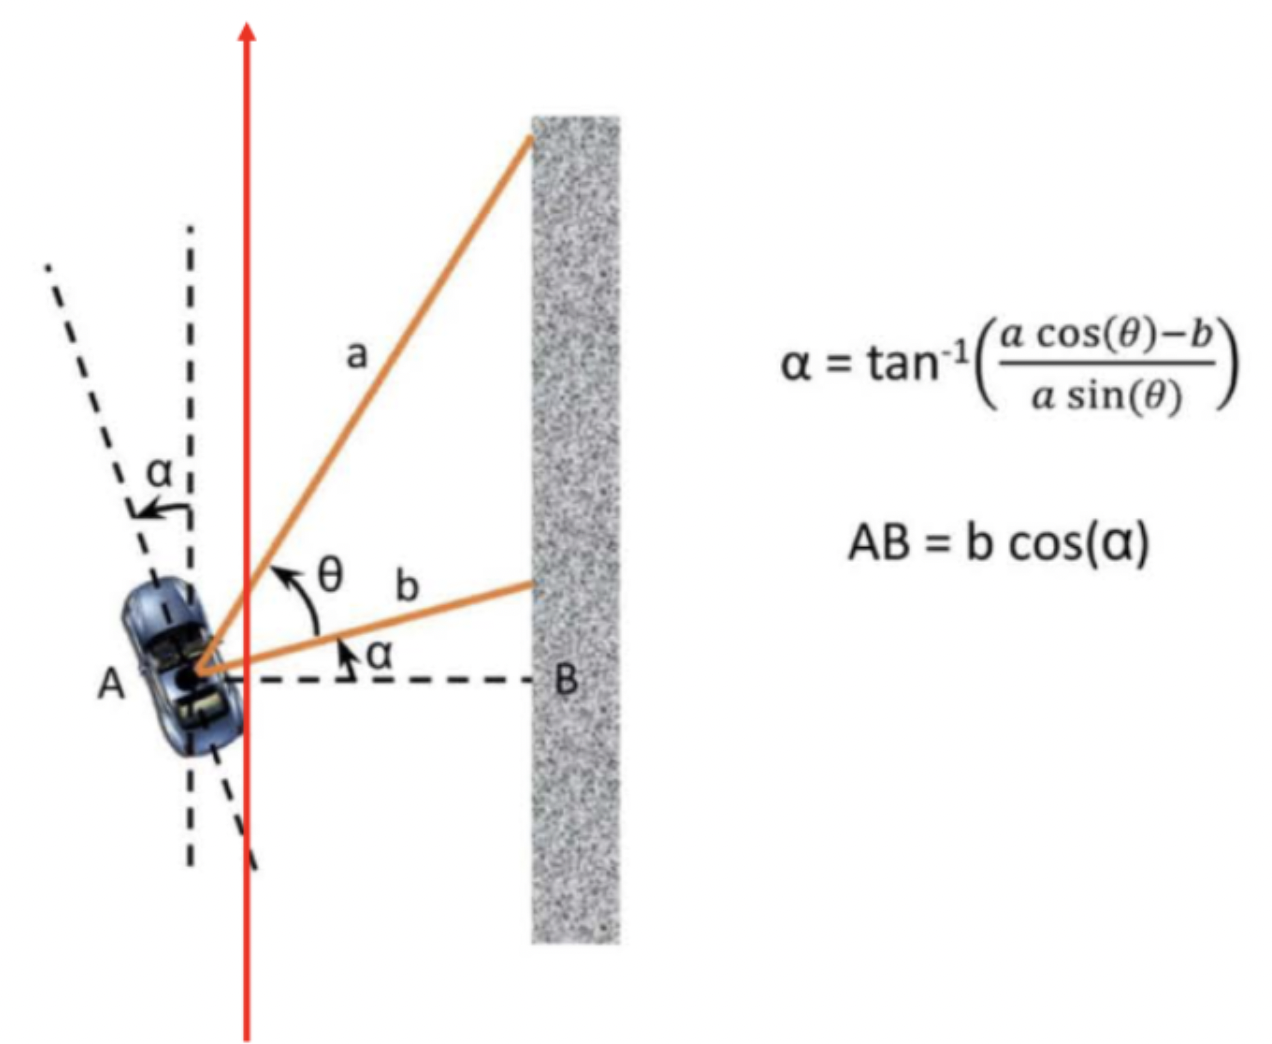 a
α
θ
b
α
A
B
α = tan⁻¹(a cos(θ)−b / a sin(θ))
AB = b cos(α)